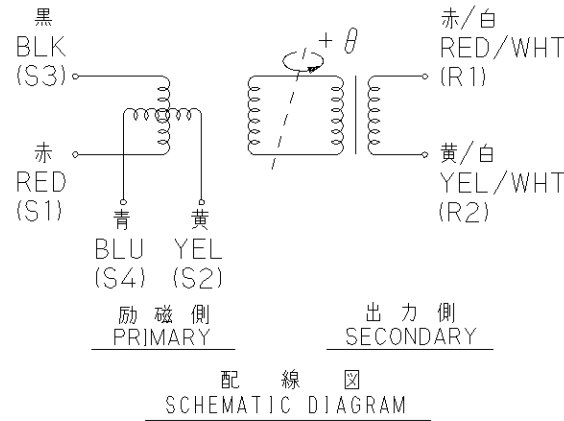 黒
BLK
(S3)
赤
RED
(S1)
青
BLU
(S4)
黄
YEL
(S2)
+ θ
赤/白
RED/WHT
(R1)
黄/白
YEL/WHT
(R2)
励磁側
PRIMARY
出力側
SECONDARY
配線図
SCHEMATIC DIAGRAM